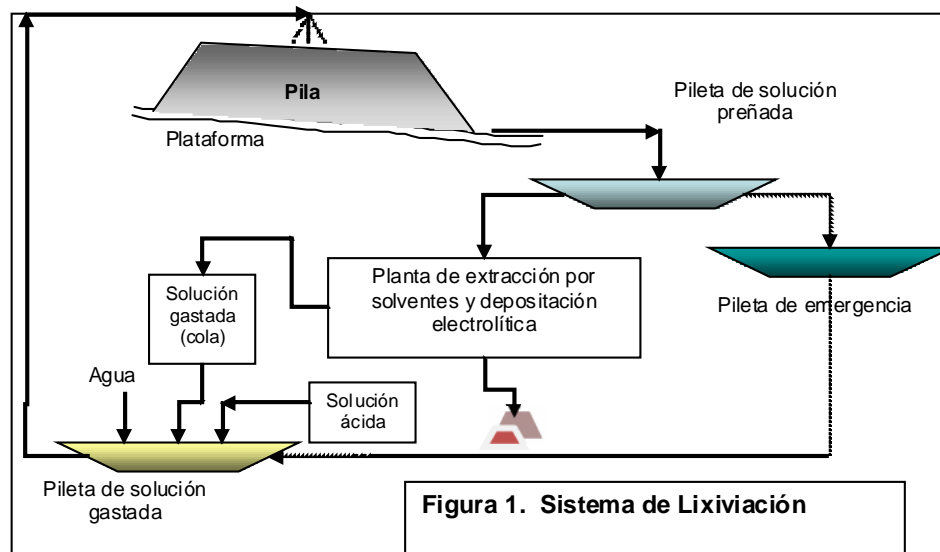 Pila
Plataforma
Pileta de solución
preñada
Planta de extracción por
solventes y depositación
electrolítica
Solución
gastada
(cola)
Pileta de emergencia
Agua
Solución
ácida
Pileta de solución
gastada
Figura 1. Sistema de Lixiviación